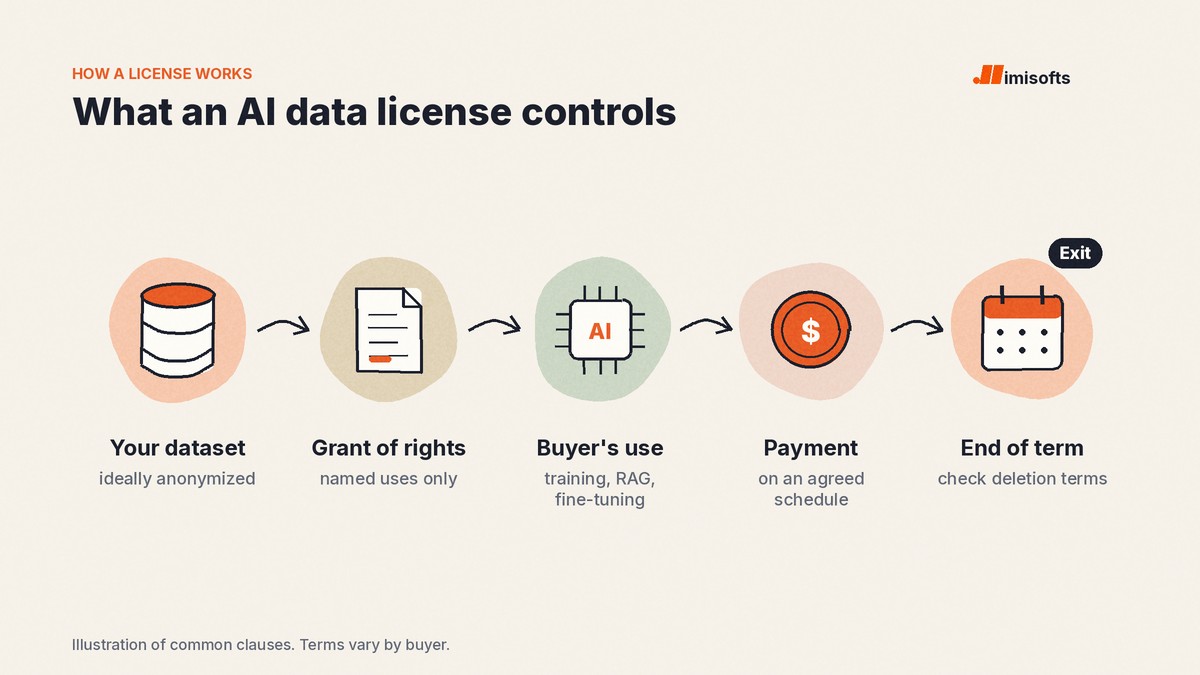 HOW A LICENSE WORKS
What an AI data license controls
imisofts
Exit
AI
$
Your dataset
ideally anonymized
Grant of rights
named uses only
Buyer's use
training, RAG,
fine-tuning
Payment
on an agreed
schedule
End of term
check deletion terms
Illustration of common clauses. Terms vary by buyer.